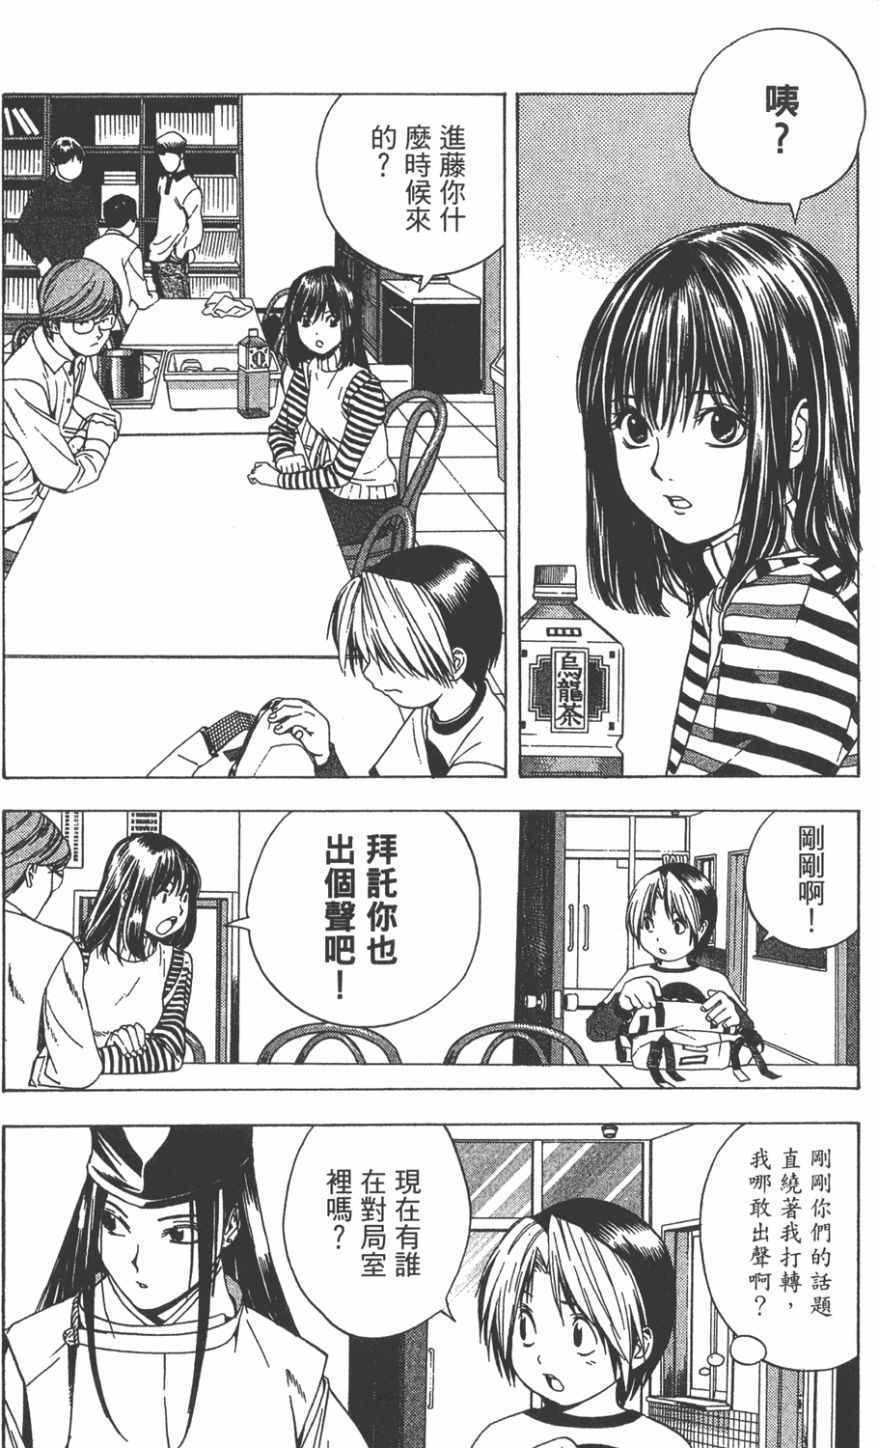 咦？
烏龍茶
進藤你什
麼時候來
的？
剛剛啊！
拜託你也
出個聲吧！
剛剛你們的話題
直繞著我打轉，
我哪敢出聲啊？
現在有誰
在對局室
裡嗎？